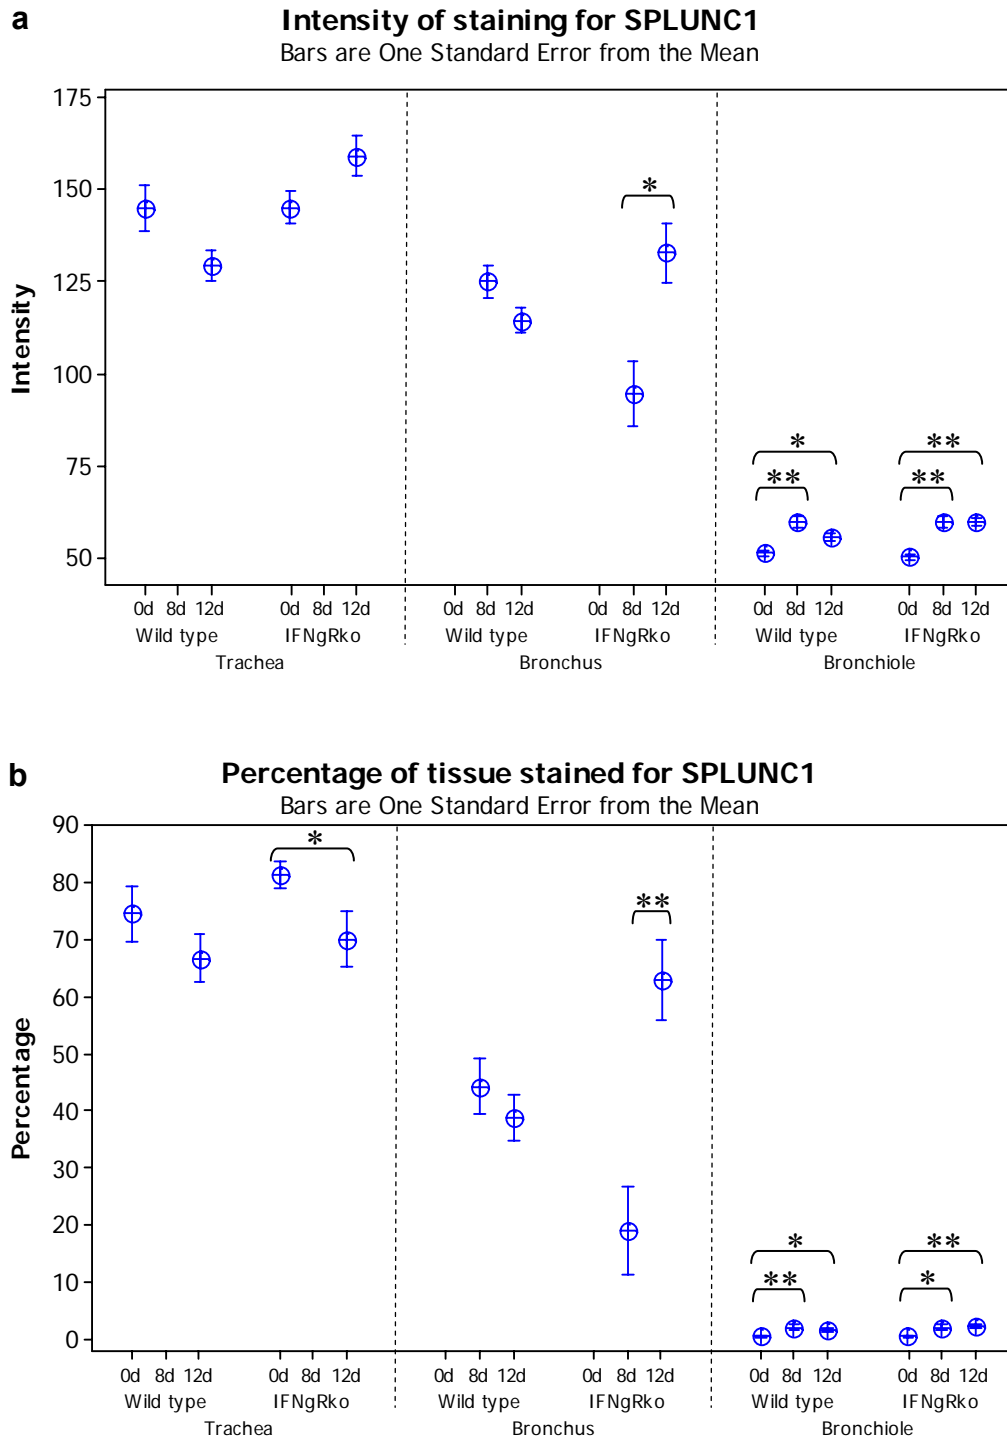 a
Intensity of staining for SPLUNC1
Bars are One Standard Error from the Mean
175
150
125
100
75
50
Intensity
*
* **
** **
0d 8d 12d 0d 8d 12d 0d 8d 12d 0d 8d 12d 0d 8d 12d 0d 8d 12d
Wild type IFNgRko Wild type IFNgRko Wild type IFNgRko
Trachea Bronchus Bronchiole
b
Percentage of tissue stained for SPLUNC1
Bars are One Standard Error from the Mean
90
80
70
60
50
40
30
20
10
0
Percentage
*
**
* **
** *
0d 8d 12d 0d 8d 12d 0d 8d 12d 0d 8d 12d 0d 8d 12d 0d 8d 12d
Wild type IFNgRko Wild type IFNgRko Wild type IFNgRko
Trachea Bronchus Bronchiole